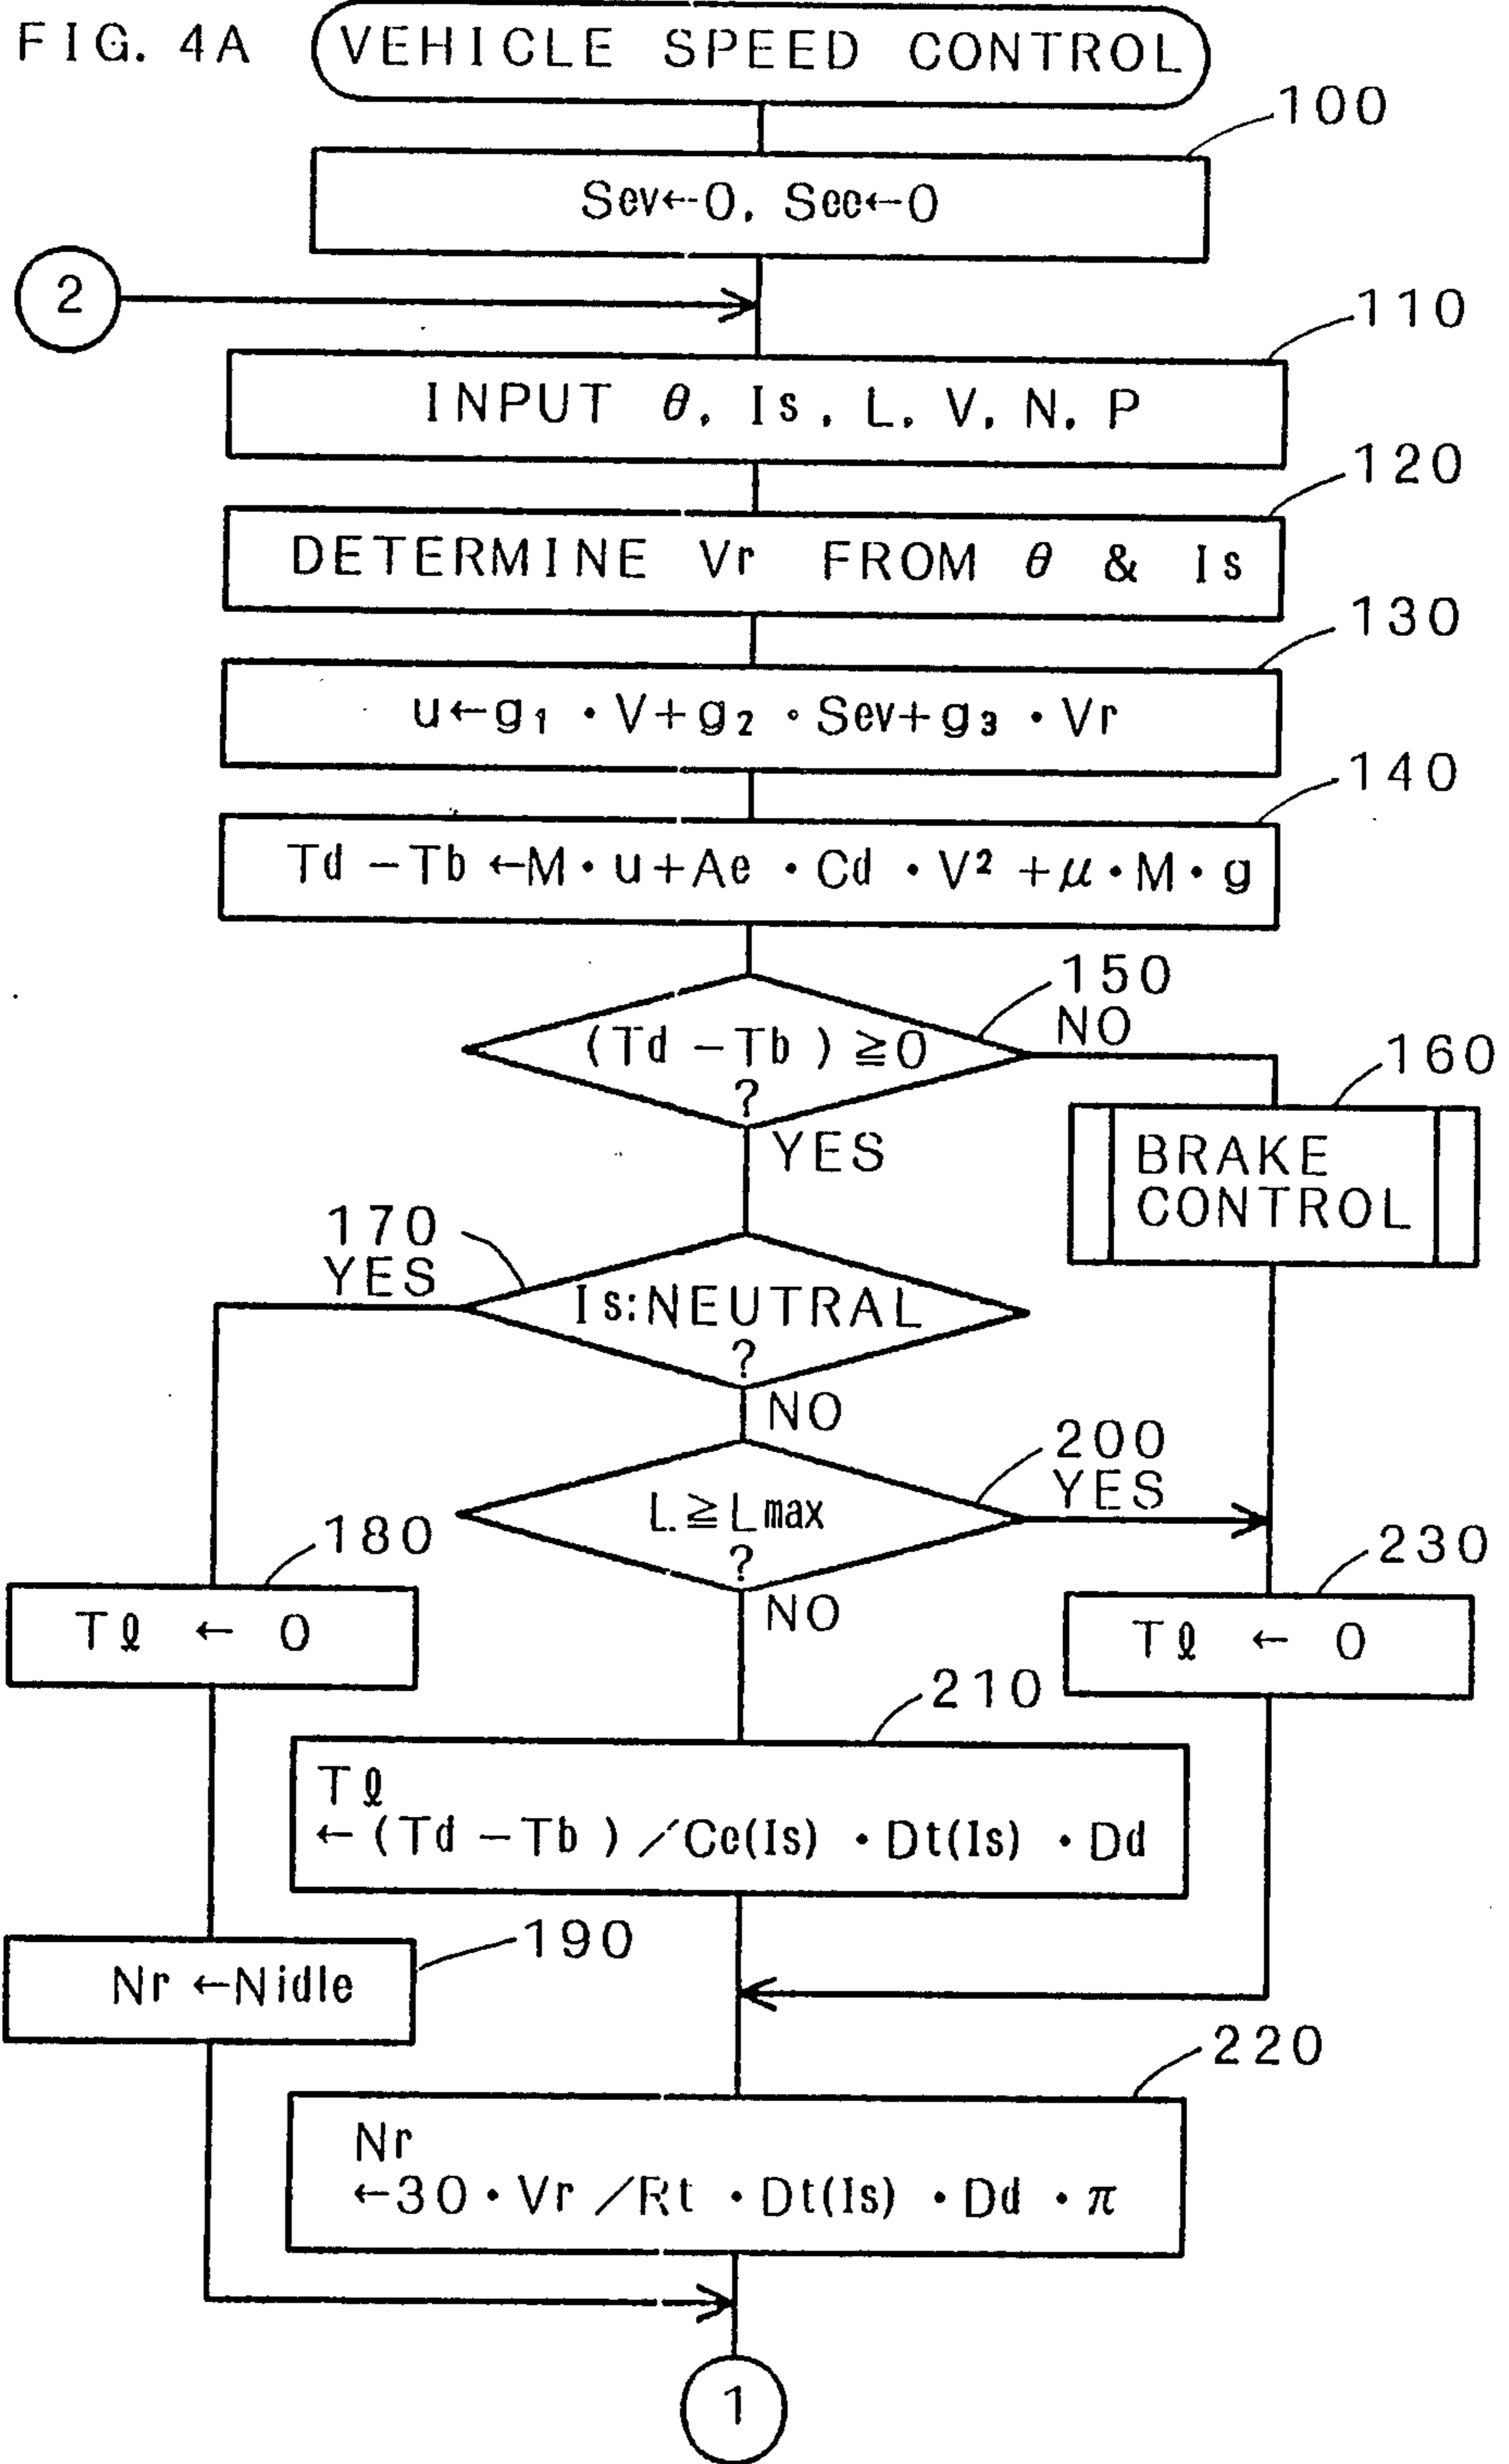 FIG. 4A
VEHICLE SPEED CONTROL
100
Sev←0, See←0
2
110
INPUT θ, Is, L, V, N, P
120
DETERMINE Vr FROM θ & Is
130
u←g₁・V+g₂・Sev+g₃・Vr
140
Td −Tb ←M・u+Ae・Cd・V² +μ・M・g
150
NO
(Td −Tb ) ≧0
?
YES
160
BRAKE
CONTROL
170
YES
Is:NEUTRAL
?
NO
200
YES
L ≧ Lmax
?
NO
180
Tℓ ← 0
230
Tℓ ← 0
210
Tℓ
←(Td −Tb ) ／Ce(Is)・Dt(Is)・Dd
190
Nr ←Nidle
220
Nr
←30・Vr ／Rt・Dt(Is)・Dd・π
1